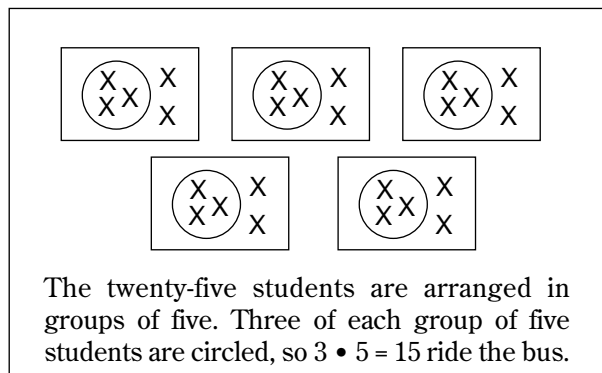 X X X X X X X X X X X X X X X
X X X X X X X X X X
The twenty-five students are arranged in
groups of five. Three of each group of five
students are circled, so 3 • 5 = 15 ride the bus.